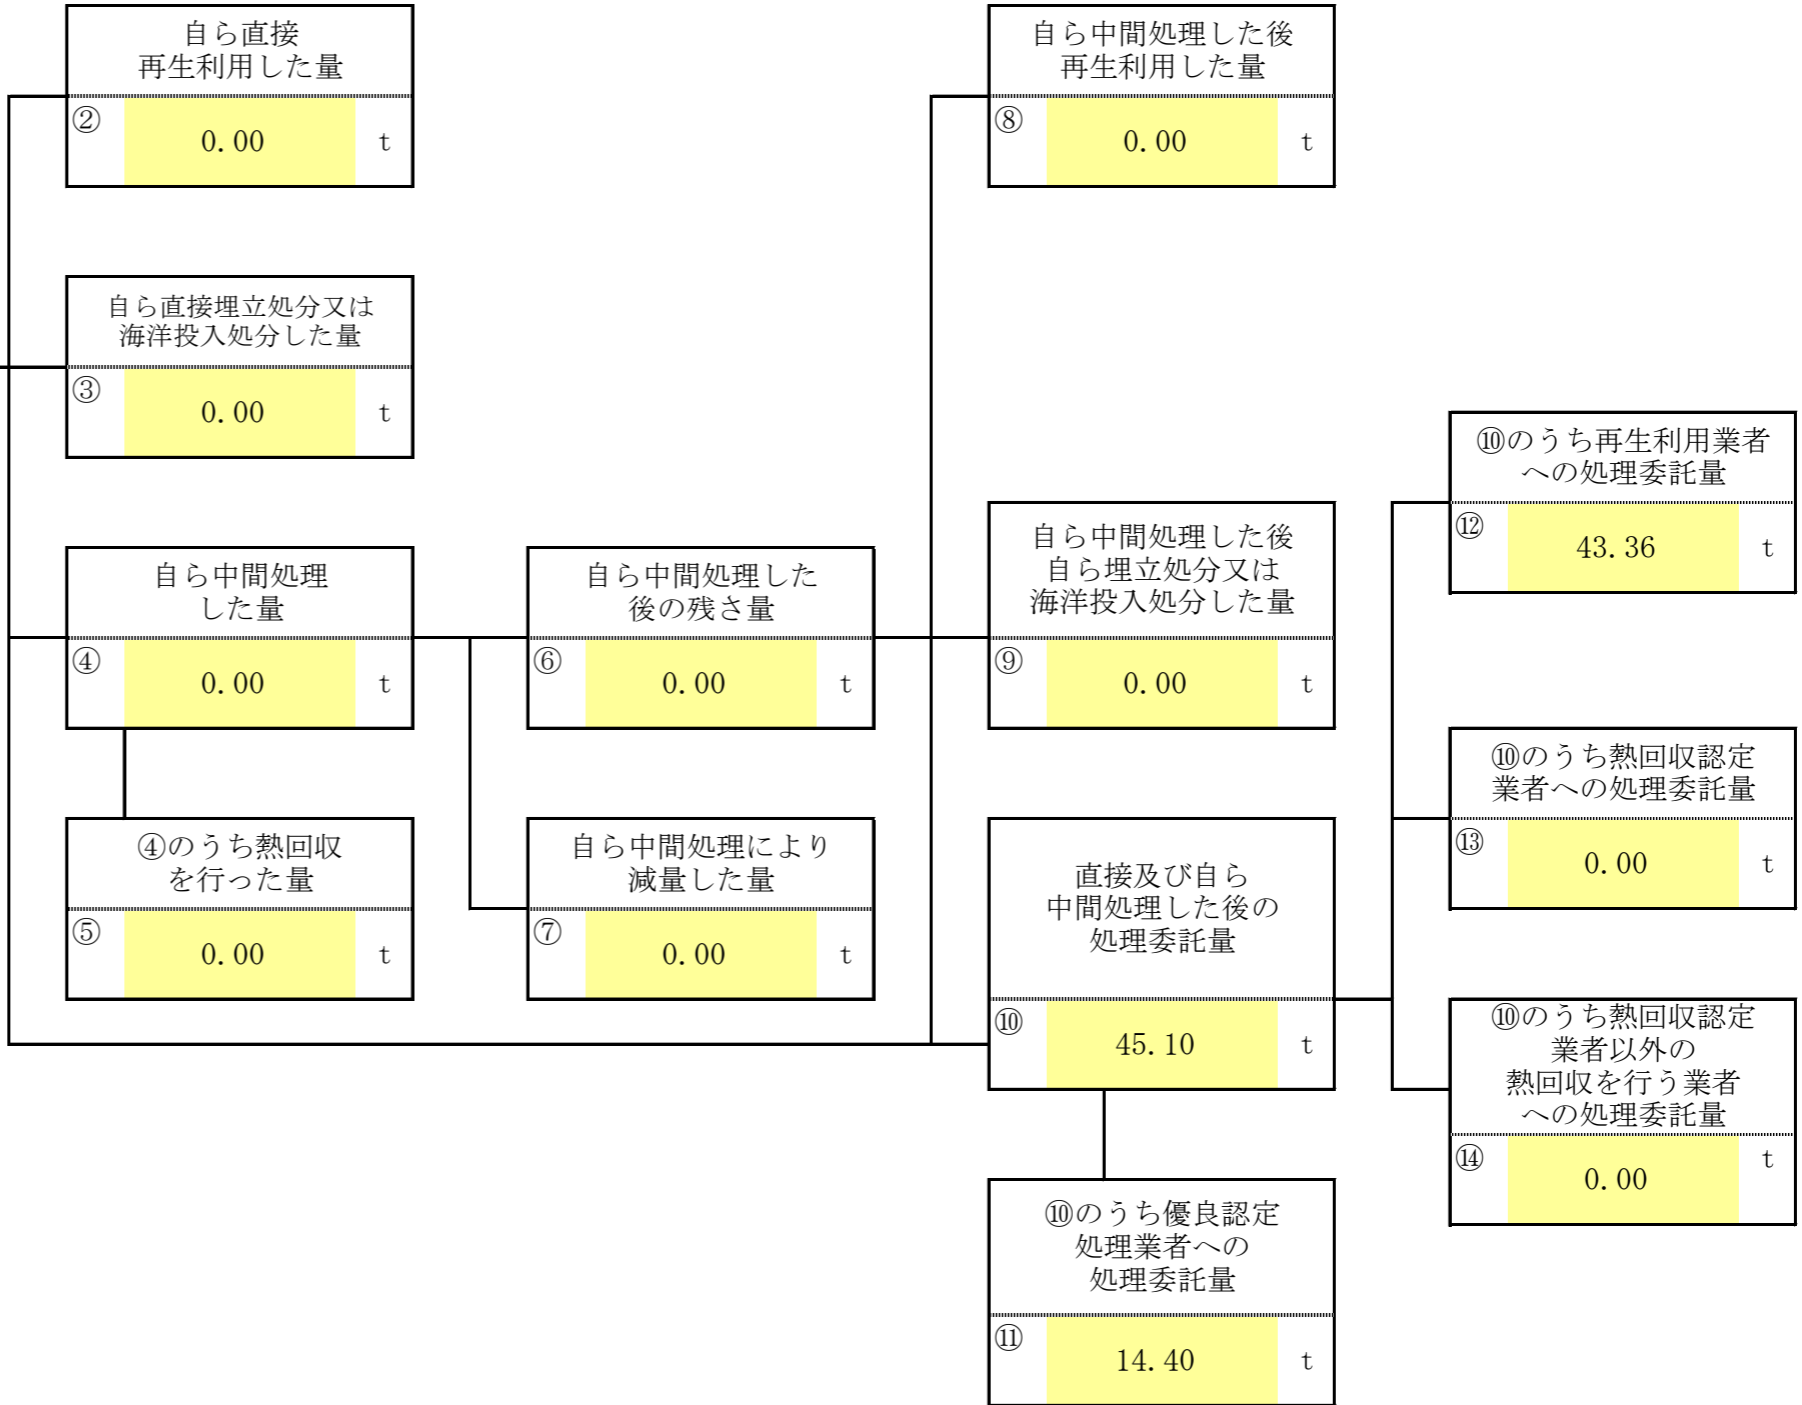 自ら直接
再生利用した量
②
0.00
t
自ら中間処理した後
再生利用した量
⑧
0.00
t
自ら直接埋立処分又は
海洋投入処分した量
③
0.00
t
⑩のうち再生利用業者
への処理委託量
⑫
43.36
t
自ら中間処理
した量
④
0.00
t
自ら中間処理した
後の残さ量
⑥
0.00
t
自ら中間処理した後
自ら埋立処分又は
海洋投入処分した量
⑨
0.00
t
⑩のうち熱回収認定
業者への処理委託量
⑬
0.00
t
④のうち熱回収
を行った量
⑤
0.00
t
自ら中間処理により
減量した量
⑦
0.00
t
直接及び自ら
中間処理した後の
処理委託量
⑩
45.10
t
⑩のうち熱回収認定
業者以外の
熱回収を行う業者
への処理委託量
⑭
0.00
t
⑩のうち優良認定
処理業者への
処理委託量
⑪
14.40
t